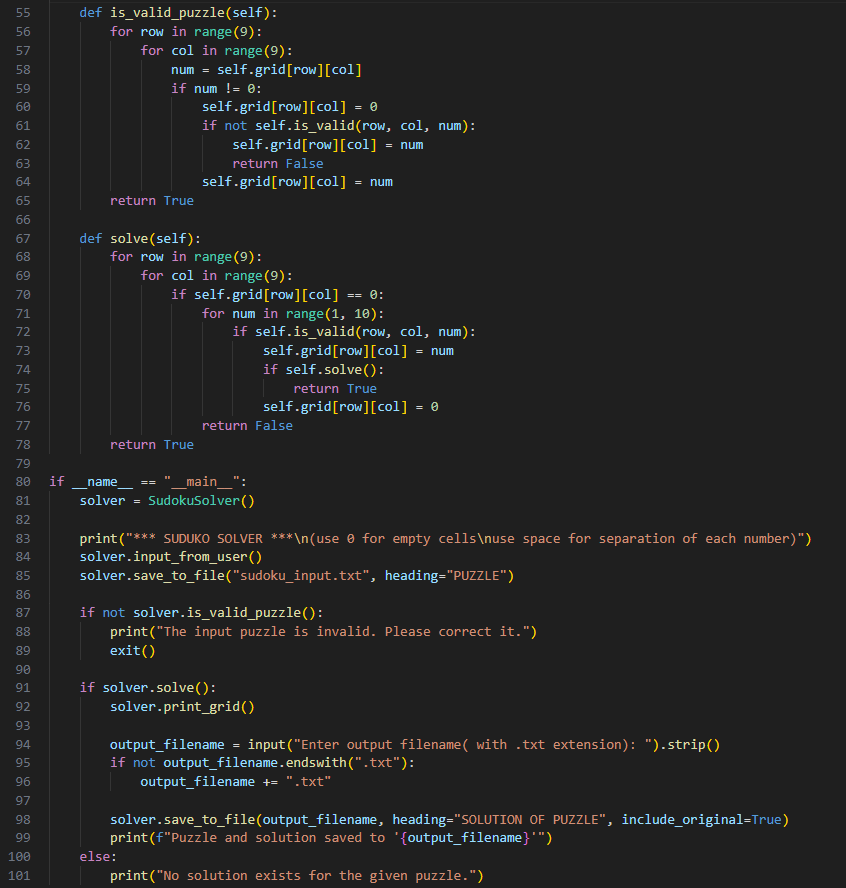 55 def is_valid_puzzle(self):
56 for row in range(9):
57 for col in range(9):
58 num = self.grid[row][col]
59 if num != 0:
60 self.grid[row][col] = 0
61 if not self.is_valid(row, col, num):
62 self.grid[row][col] = num
63 return False
64 self.grid[row][col] = num
65 return True
66
67 def solve(self):
68 for row in range(9):
69 for col in range(9):
70 if self.grid[row][col] == 0:
71 for num in range(1, 10):
72 if self.is_valid(row, col, num):
73 self.grid[row][col] = num
74 if self.solve():
75 return True
76 self.grid[row][col] = 0
77 return False
78 return True
79
80 if __name__ == "__main__":
81 solver = SudokuSolver()
82
83 print("*** SUDUKO SOLVER ***\n(use 0 for empty cells\nuse space for separation of each number)")
84 solver.input_from_user()
85 solver.save_to_file("sudoku_input.txt", heading="PUZZLE")
86
87 if not solver.is_valid_puzzle():
88 print("The input puzzle is invalid. Please correct it.")
89 exit()
90
91 if solver.solve():
92 solver.print_grid()
93
94 output_filename = input("Enter output filename( with .txt extension): ").strip()
95 if not output_filename.endswith(".txt"):
96 output_filename += ".txt"
97
98 solver.save_to_file(output_filename, heading="SOLUTION OF PUZZLE", include_original=True)
99 print(f"Puzzle and solution saved to '{output_filename}'")
100 else:
101 print("No solution exists for the given puzzle.")